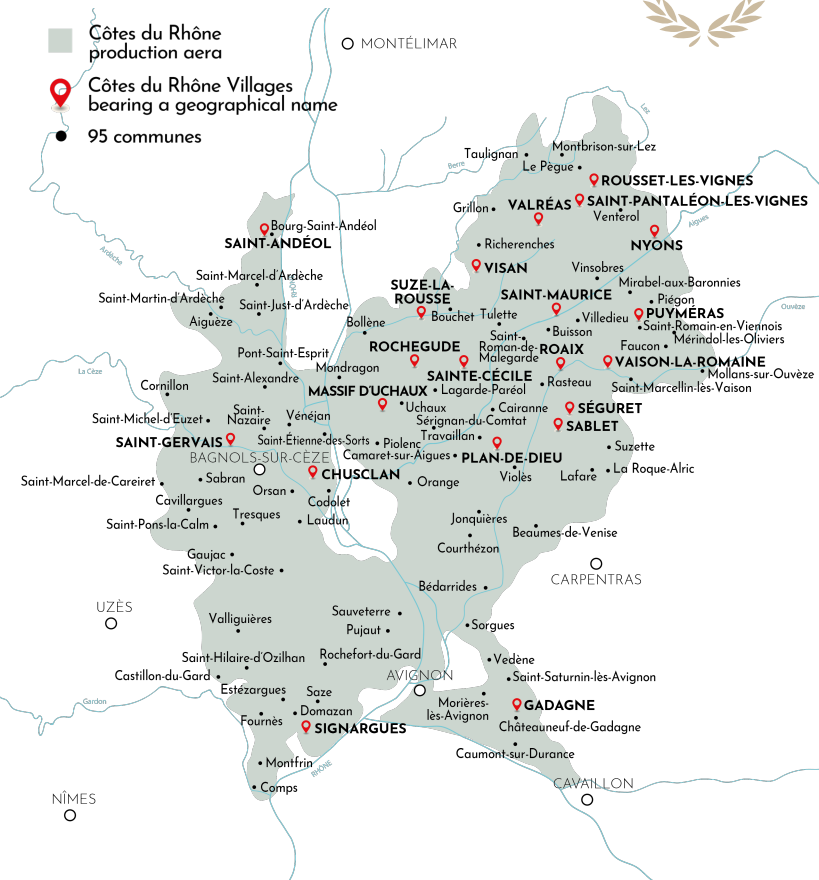 Côtes du Rhône
production aera
Côtes du Rhône Villages
bearing a geographical name
95 communes
MONTÉLIMAR
Lez
Berre
Taulignan
Montbrison-sur-Lez
Le Pègue
ROUSSET-LES-VIGNES
SAINT-PANTALÉON-LES-VIGNES
VALRÉAS
Grillon
Venterol
Aigues
Bourg-Saint-Andéol
SAINT-ANDÉOL
NYONS
Richerenches
Ardèche
VISAN
Vinsobres
Saint-Marcel-d'Ardèche
RHÔNE
SUZE-LA-
ROUSSE
SAINT-MAURICE
Mirabel-aux-Baronnies
Saint-Martin-d'Ardèche
Saint-Just-d'Ardèche
Piégon
Ouvèze
Aiguèze
Bollène
Bouchet
Tulette
Villedieu
PUYMÉRAS
Saint-Romain-en-Viennois
Buisson
Saint-
Roman-de-
Malegarde
Mérindol-les-Oliviers
Faucon
Pont-Saint-Esprit
ROCHEGUDE
ROAIX
VAISON-LA-ROMAINE
Mondragon
La Cèze
SAINTE-CÉCILE
Mollans-sur-Ouvèze
Cornillon
Saint-Alexandre
Rasteau
Saint-Marcellin-lès-Vaison
MASSIF D'UCHAUX
Lagarde-Paréol
Uchaux
Cairanne
SÉGURET
Saint-Michel-d'Euzet
Saint-
Nazaire
Vénéjan
Sérignan-du-Comtat
SABLET
SAINT-GERVAIS
Saint-Étienne-des-Sorts
Piolenc
Travaillan
Suzette
BAGNOLS-SUR-CÈZE
Camaret-sur-Aigues
PLAN-DE-DIEU
La Roque-Alric
CHUSCLAN
Violès
Lafare
Saint-Marcel-de-Careiret
Sabran
Orange
Orsan
Codolet
Cavillargues
Tresques
Laudun
Jonquières
Saint-Pons-la-Calm
Beaumes-de-Venise
Courthézon
Gaujac
Saint-Victor-la-Coste
CARPENTRAS
Bédarrides
UZÈS
Sauveterre
Valliguières
Pujaut
Sorgues
Saint-Hilaire-d'Ozilhan
Rochefort-du-Gard
Vedène
Castillon-du-Gard
AVIGNON
Saint-Saturnin-lès-Avignon
Estézargues
Saze
Gardon
Morières-
lès-Avignon
GADAGNE
Domazan
Fournès
SIGNARGUES
Châteauneuf-de-Gadagne
Caumont-sur-Durance
Montfrin
RHÔNE
CAVAILLON
Comps
NÎMES